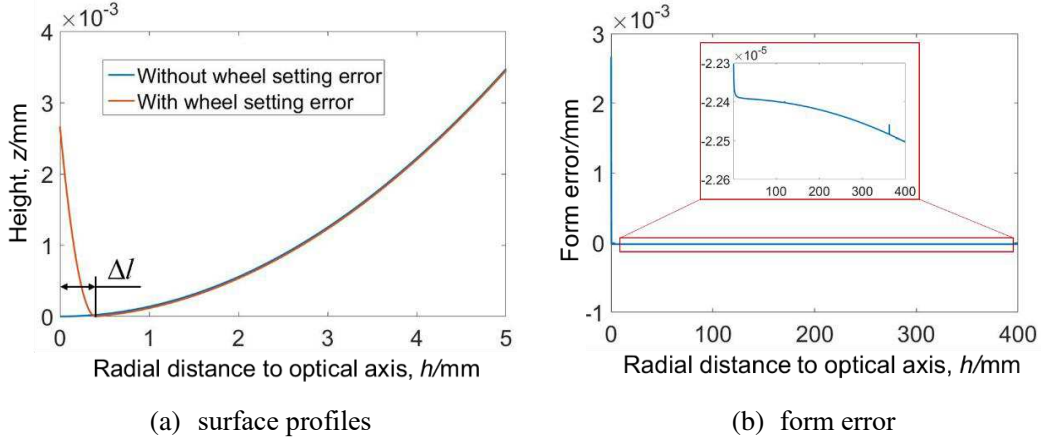 ×10⁻³
4
3
2
1
0
Height, z/mm
Without wheel setting error
With wheel setting error
Δl
0 1 2 3 4 5
Radial distance to optical axis, h/mm
(a) surface profiles
×10⁻³
3
2
1
0
-1
Form error/mm
×10⁻⁵
-2.23
-2.24
-2.25
-2.26
100 200 300 400
0 100 200 300 400
Radial distance to optical axis, h/mm
(b) form error